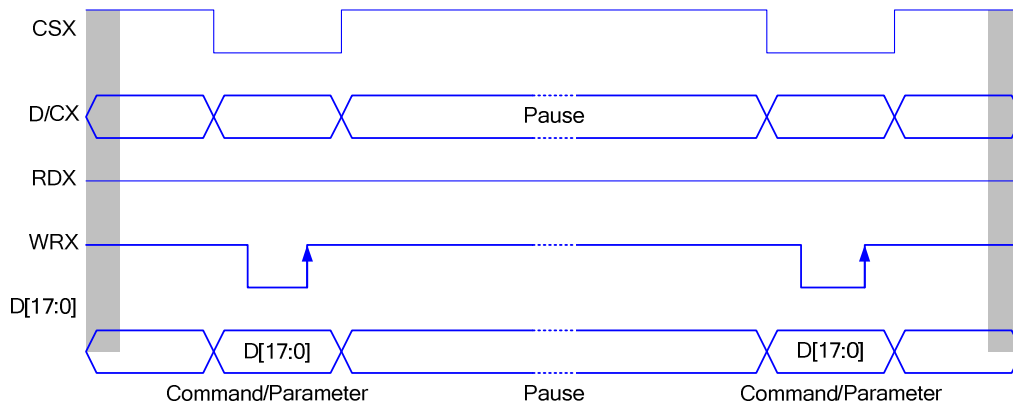 CSX
D/CX
Pause
RDX
WRX
D[17:0]
D[17:0] D[17:0]
Command/Parameter Pause Command/Parameter